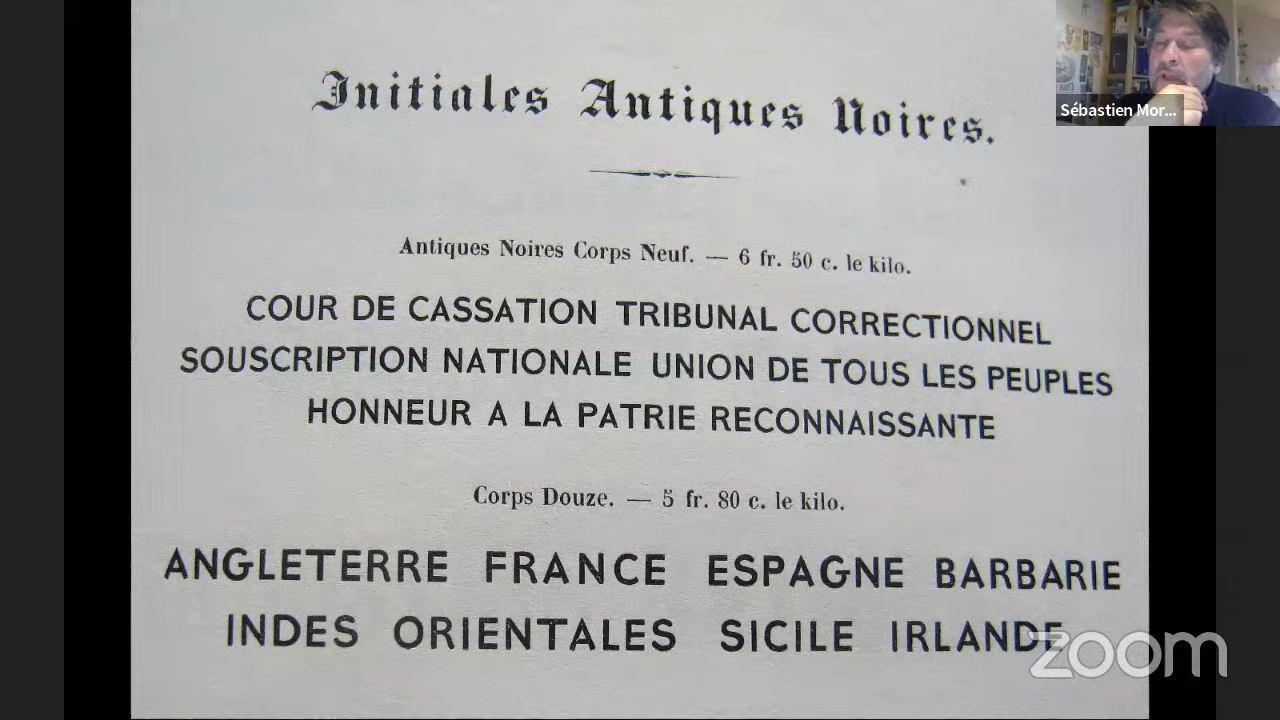 Initiales Antiques Noires.
Sébastien Mor...
Antiques Noires Corps Neuf. — 6 fr. 50 c. le kilo.
COUR DE CASSATION TRIBUNAL CORRECTIONNEL
SOUSCRIPTION NATIONALE UNION DE TOUS LES PEUPLES
HONNEUR A LA PATRIE RECONNAISSANTE
Corps Douze. — 5 fr. 80 c. le kilo.
ANGLETERRE FRANCE ESPAGNE BARBARIE
INDES ORIENTALES SICILE IRLANDE
zoom